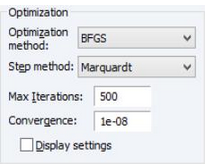 Optimization
Optimization
method:
BFGS
Step method: Marquardt
Max Iterations: 500
Convergence: 1e-08
Display settings